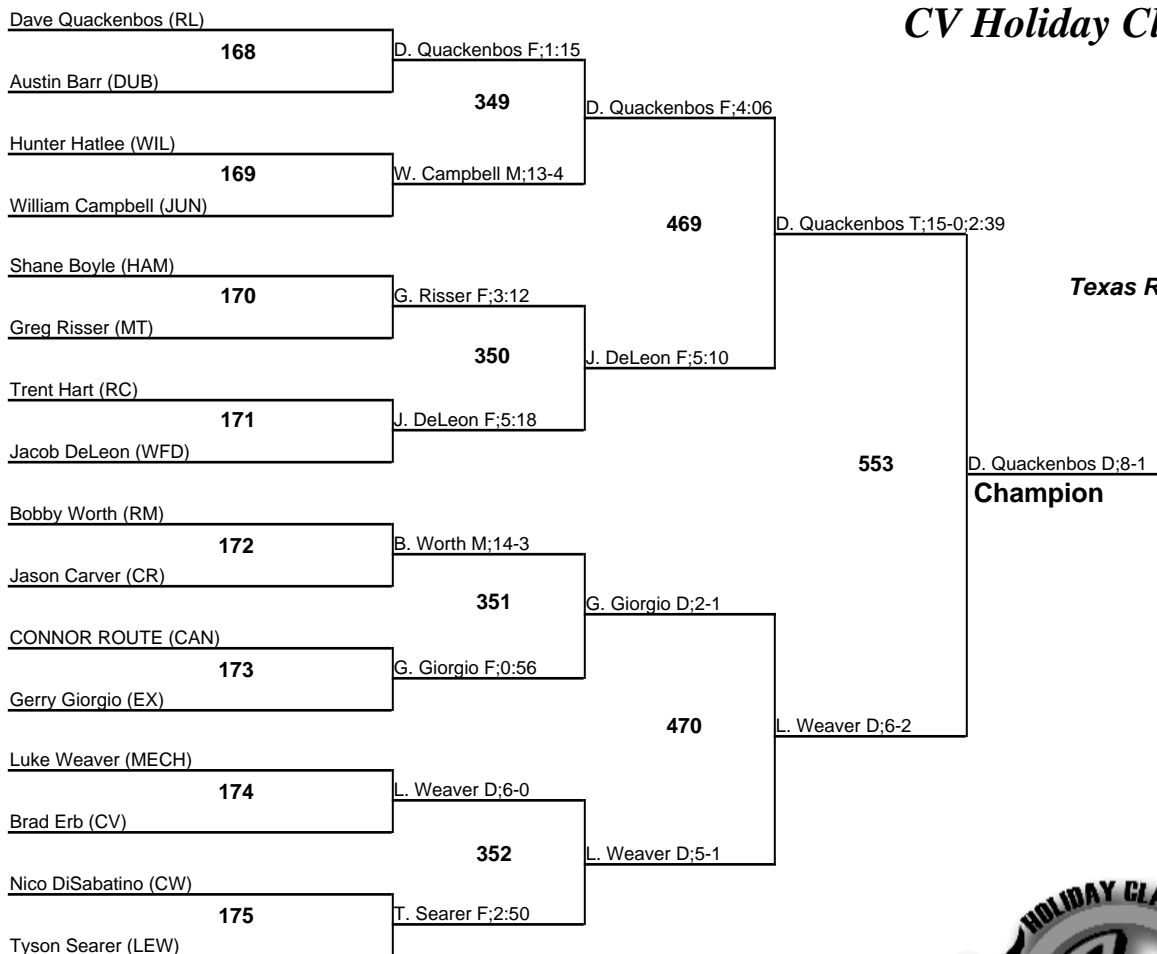 CV Holiday Cl
Dave Quackenbos (RL)
168
D. Quackenbos F;1:15
Austin Barr (DUB)
349
D. Quackenbos F;4:06
Hunter Hatlee (WIL)
169
W. Campbell M;13-4
William Campbell (JUN)
469
D. Quackenbos T;15-0;2:39
Shane Boyle (HAM)
170
G. Risser F;3:12
Texas R
Greg Risser (MT)
350
J. DeLeon F;5:10
Trent Hart (RC)
171
J. DeLeon F;5:18
Jacob DeLeon (WFD)
553
D. Quackenbos D;8-1
Champion
Bobby Worth (RM)
172
B. Worth M;14-3
Jason Carver (CR)
351
G. Giorgio D;2-1
CONNOR ROUTE (CAN)
173
G. Giorgio F;0:56
Gerry Giorgio (EX)
470
L. Weaver D;6-2
Luke Weaver (MECH)
174
L. Weaver D;6-0
Brad Erb (CV)
352
L. Weaver D;5-1
Nico DiSabatino (CW)
175
T. Searer F;2:50
Tyson Searer (LEW)
HOLIDAY CLA